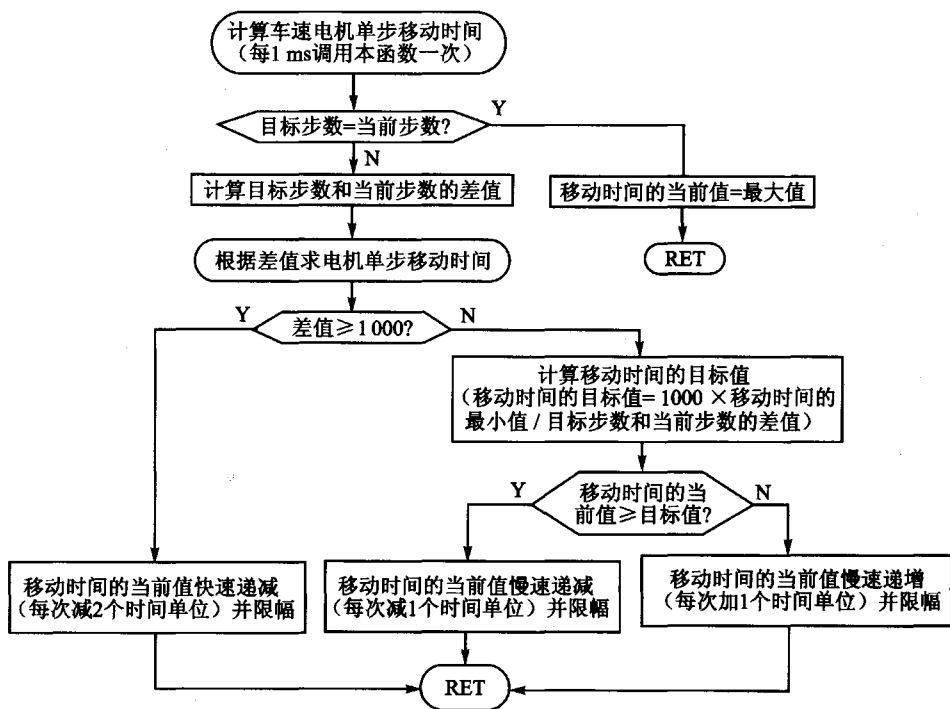 计算车速电机单步移动时间
（每1 ms调用本函数一次）
目标步数=当前步数?
Y
N
计算目标步数和当前步数的差值
移动时间的当前值=最大值
根据差值求电机单步移动时间
RET
Y
差值≥1 000?
N
计算移动时间的目标值
（移动时间的目标值= 1000 ×移动时间的
最小值 / 目标步数和当前步数的差值）
Y
移动时间的当
前值≥目标值?
N
移动时间的当前值快速递减
（每次减2个时间单位）并限幅
移动时间的当前值慢速递减
（每次减1个时间单位）并限幅
移动时间的当前值慢速递增
（每次加1个时间单位）并限幅
RET